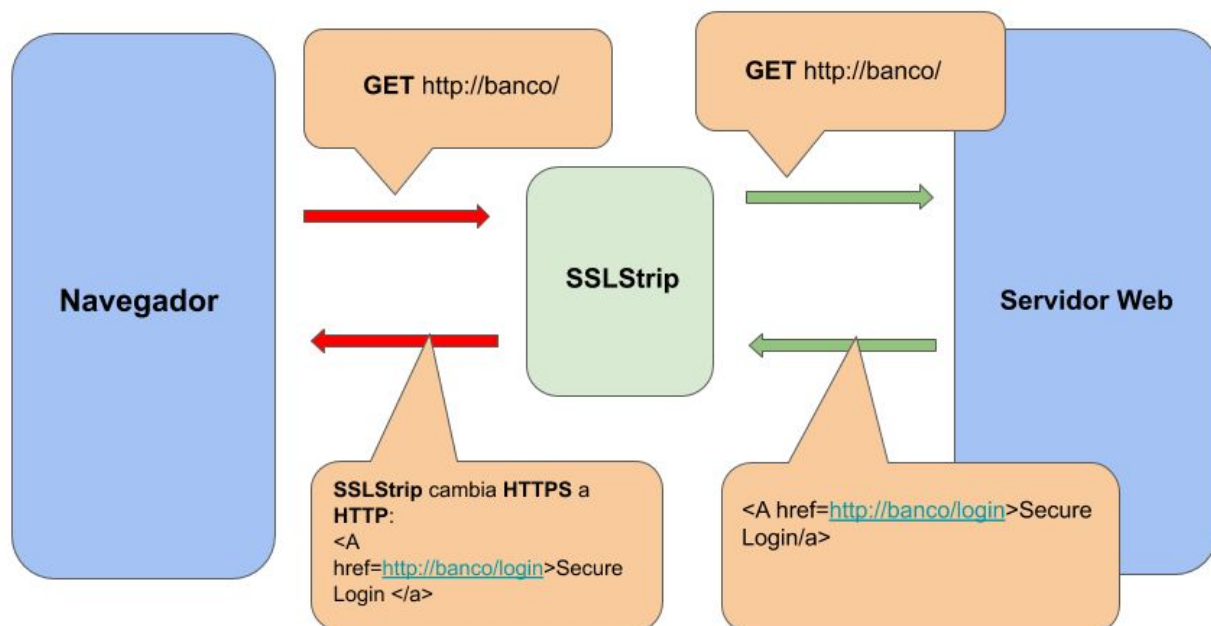 GET http://banco/
GET http://banco/
Navegador
SSLStrip
Servidor Web
SSLStrip cambia HTTPS a
HTTP:
<A
href=http://banco/login>Secure
Login </a>
<A href=http://banco/login>Secure
Login/a>